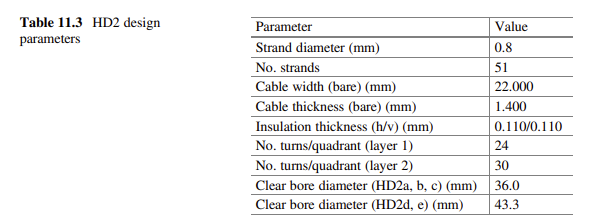 Table 11.3 HD2 design
parameters
Parameter Value
Strand diameter (mm) 0.8
No. strands 51
Cable width (bare) (mm) 22.000
Cable thickness (bare) (mm) 1.400
Insulation thickness (h/v) (mm) 0.110/0.110
No. turns/quadrant (layer 1) 24
No. turns/quadrant (layer 2) 30
Clear bore diameter (HD2a, b, c) (mm) 36.0
Clear bore diameter (HD2d, e) (mm) 43.3